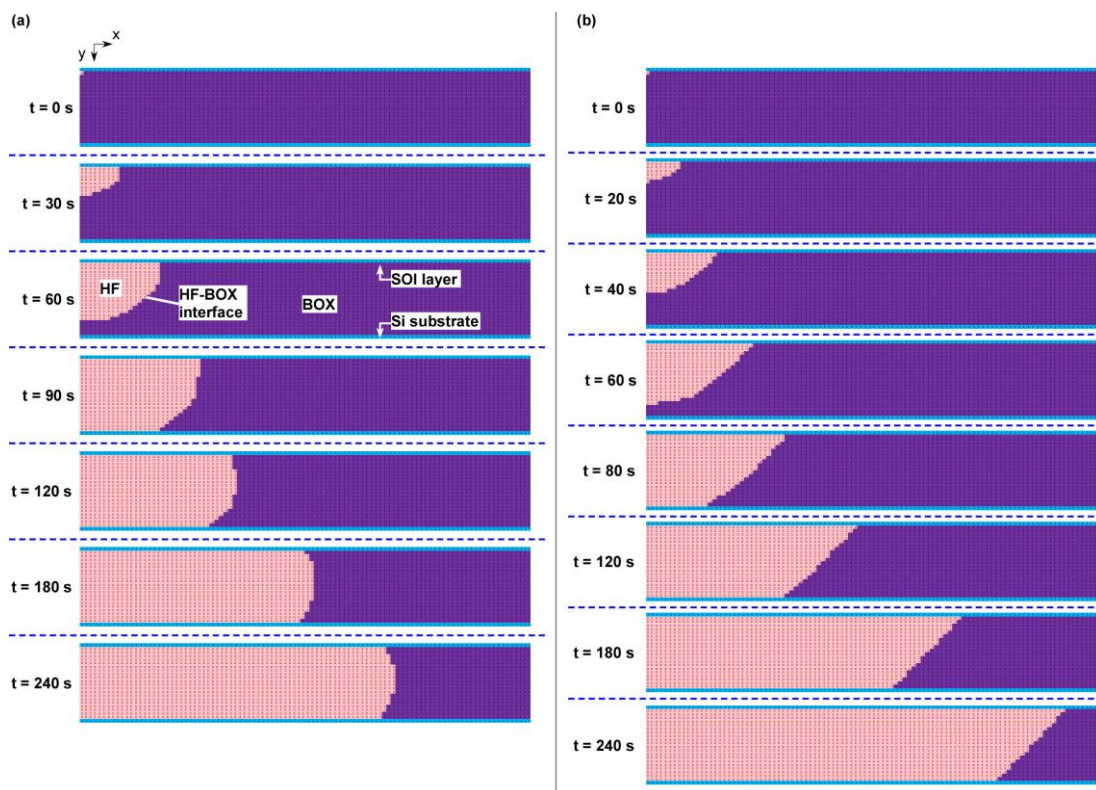 (a)
x
y
t = 0 s
t = 30 s
t = 60 s
HF
HF-BOX
interface
BOX
SOI layer
Si substrate
t = 90 s
t = 120 s
t = 180 s
t = 240 s
(b)
t = 0 s
t = 20 s
t = 40 s
t = 60 s
t = 80 s
t = 120 s
t = 180 s
t = 240 s